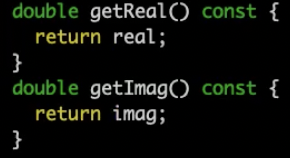 double getReal() const {
  return real;
}
double getImag() const {
  return imag;
}